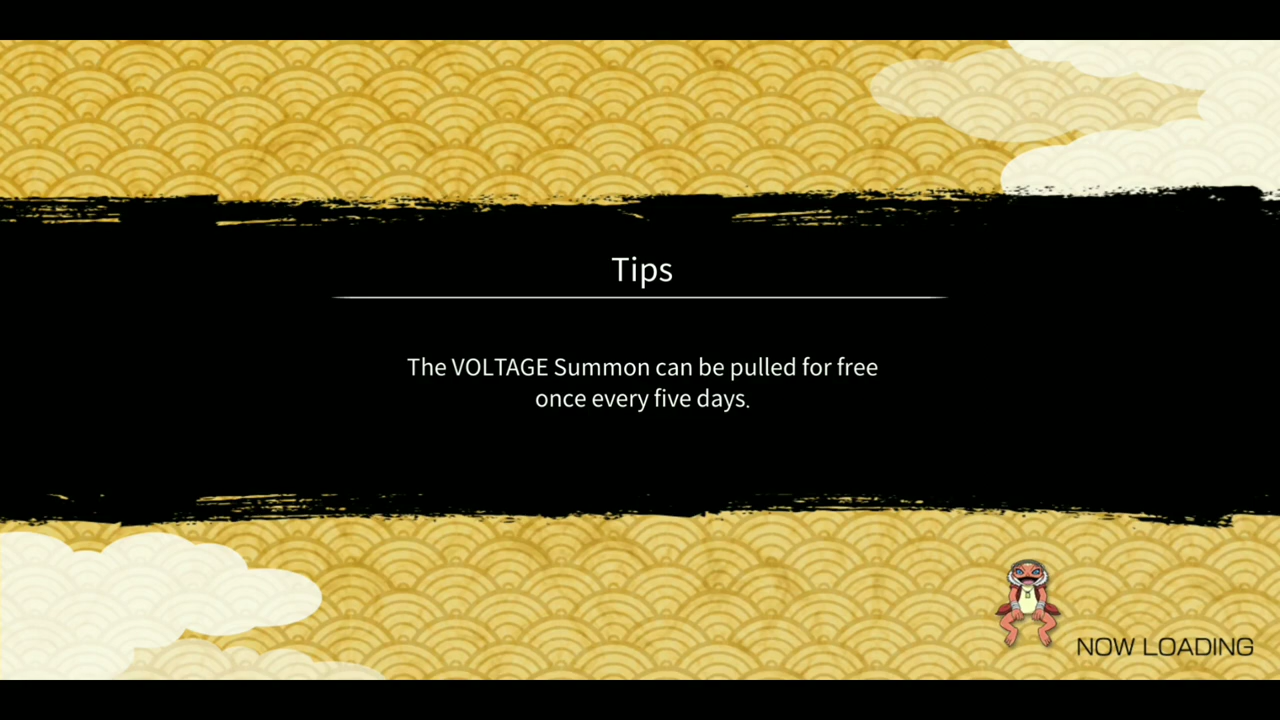 Tips
The VOLTAGE Summon can be pulled for free
once every five days.
NOW LOADING